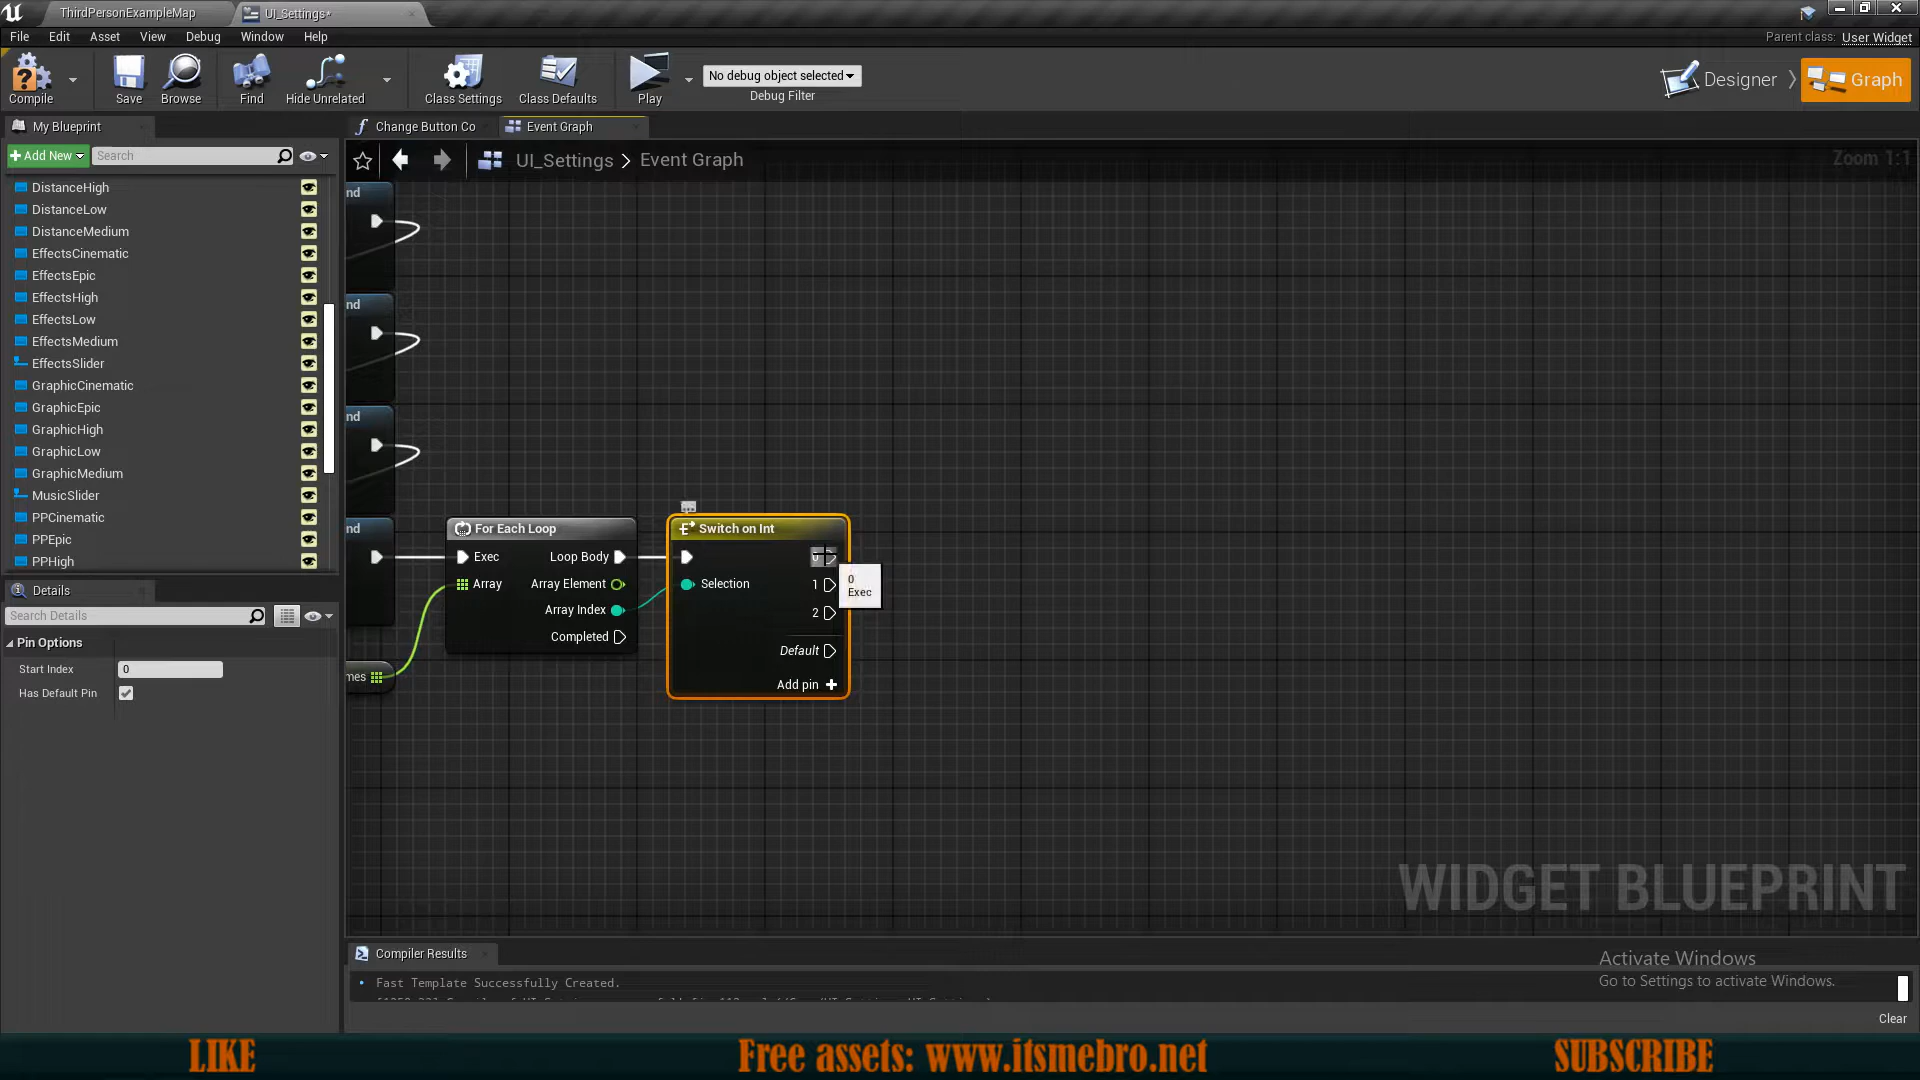 ThirdPersonExampleMap
UI_Settings*
File Edit Asset View Debug Window Help
Parent class: User Widget
Compile
Save
Browse
Find
Hide Unrelated
Class Settings
Class Defaults
Play
No debug object selected
Debug Filter
Designer
Graph
My Blueprint
Change Button Co
Event Graph
Add New
Search
UI_Settings > Event Graph
Zoom 1:1
DistanceHigh
DistanceLow
DistanceMedium
EffectsCinematic
EffectsEpic
EffectsHigh
EffectsLow
EffectsMedium
EffectsSlider
GraphicCinematic
GraphicEpic
GraphicHigh
GraphicLow
GraphicMedium
MusicSlider
PPCinematic
PPEpic
PPHigh
nd
nd
nd
nd
mes
For Each Loop
Exec
Loop Body
Array
Array Element
Array Index
Completed
Switch on Int
0
Selection
1
2
Default
Add pin
0
Exec
Details
Search Details
Pin Options
Start Index 0
Has Default Pin
WIDGET BLUEPRINT
Compiler Results
Fast Template Successfully Created.
Activate Windows
Go to Settings to activate Windows.
Clear
LIKE
Free assets: www.itsmebro.net
SUBSCRIBE